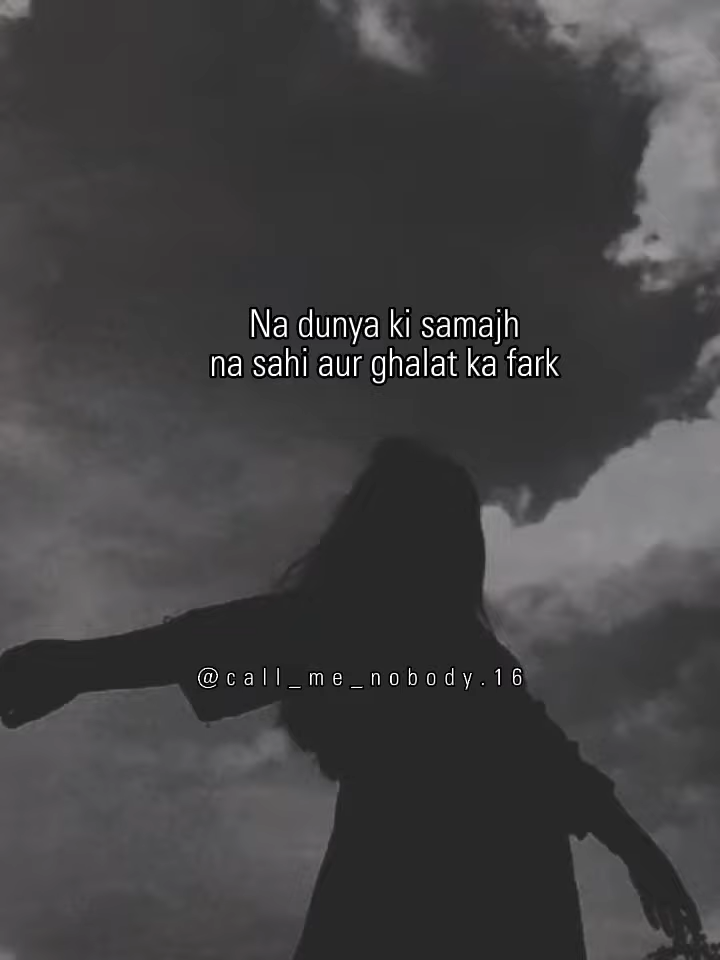 Na dunya ki samajh
na sahi aur ghalat ka fark
@call_me_nobody.16